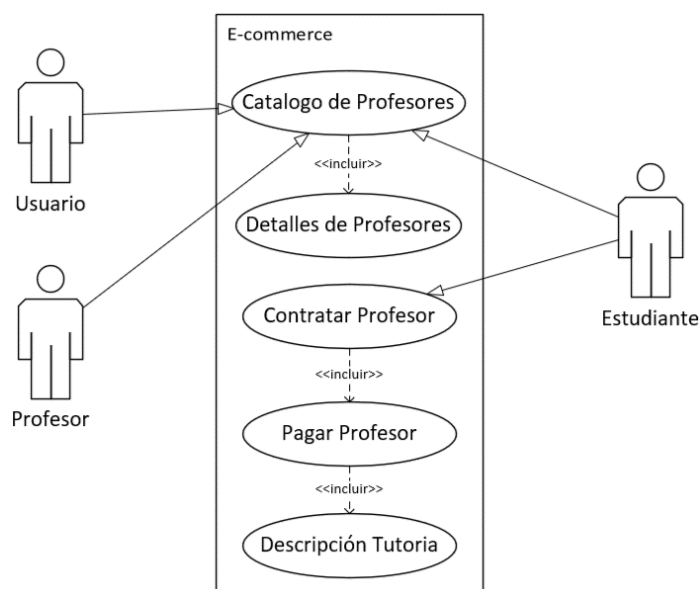 E-commerce
Catalogo de Profesores
<<incluir>>
Usuario
Detalles de Profesores
Contratar Profesor
Estudiante
<<incluir>>
Profesor
Pagar Profesor
<<incluir>>
Descripción Tutoria